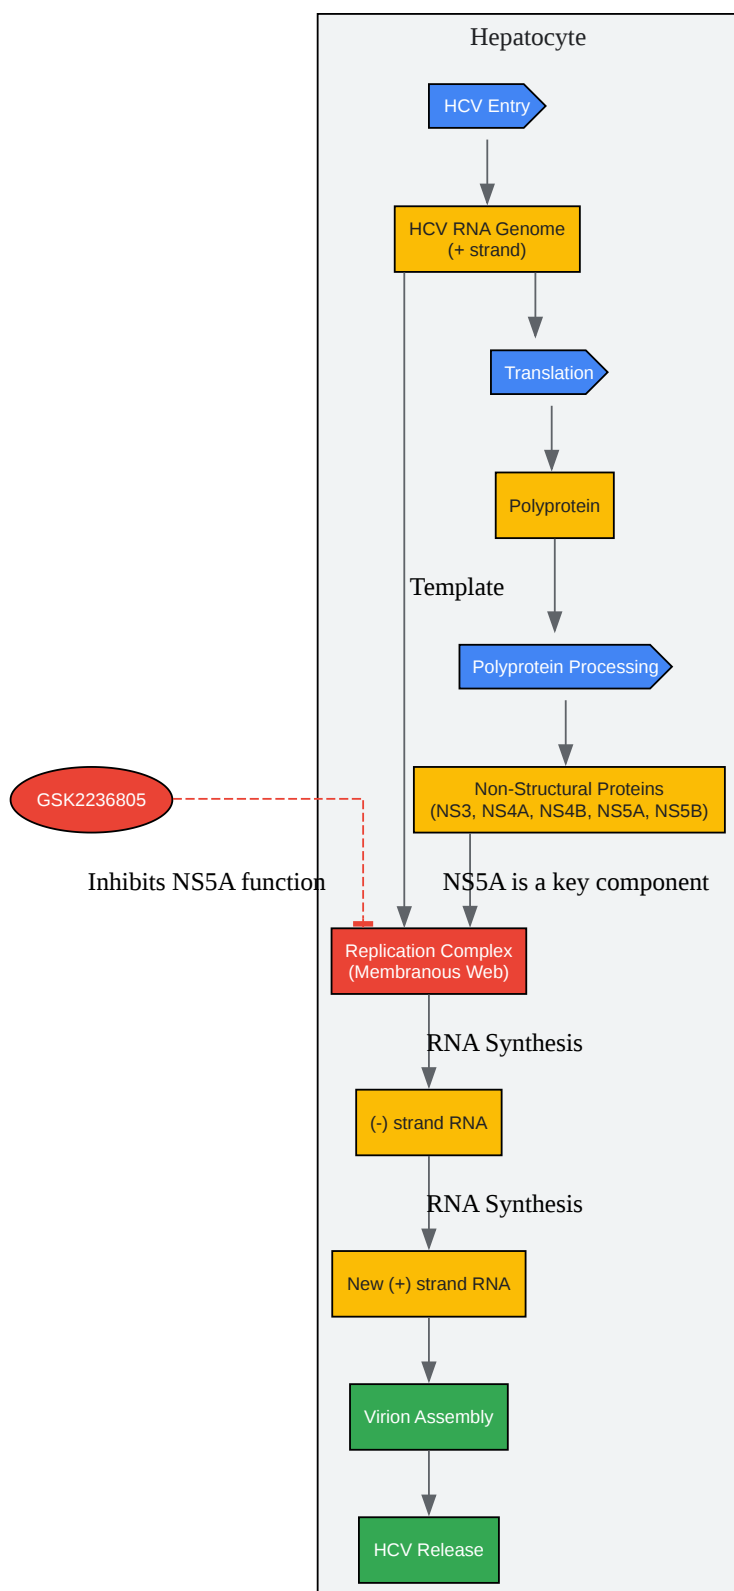 Hepatocyte
HCV Entry
HCV RNA Genome
(+ strand)
Translation
Polyprotein
Template
Polyprotein Processing
Non-Structural Proteins
(NS3, NS4A, NS4B, NS5A, NS5B)
GSK2236805
Inhibits NS5A function
NS5A is a key component
Replication Complex
(Membranous Web)
RNA Synthesis
(-) strand RNA
RNA Synthesis
New (+) strand RNA
Virion Assembly
HCV Release